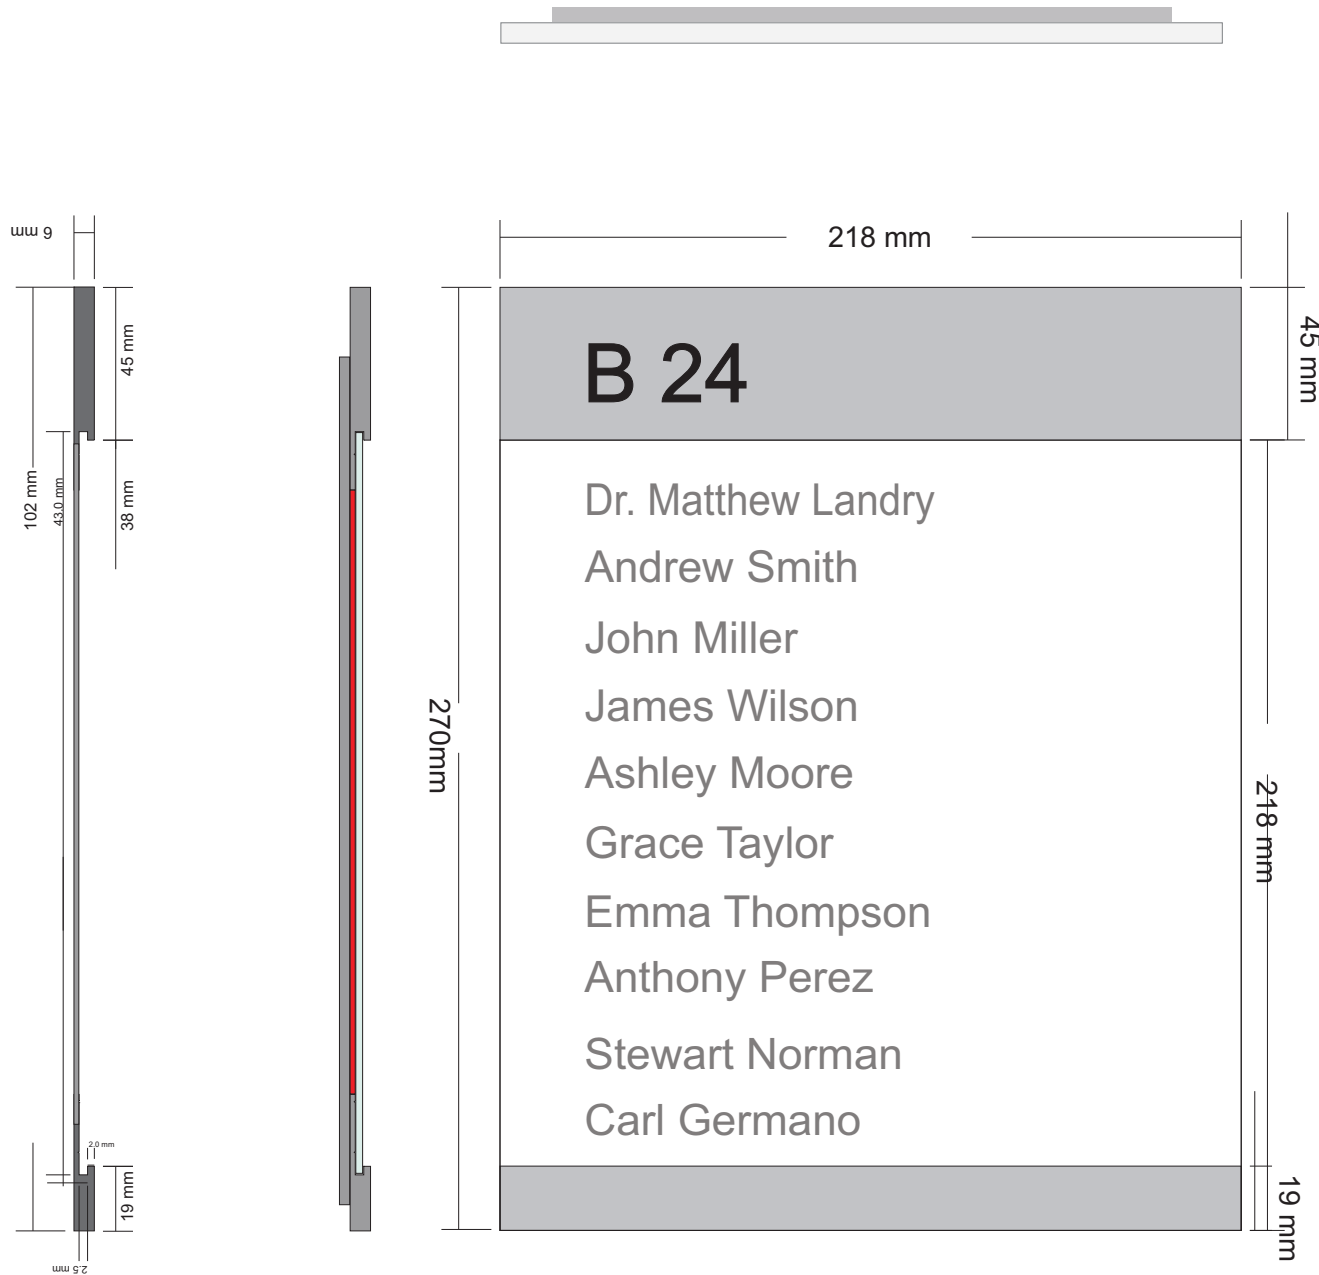 218 mm
6 mm
45 mm
45 mm
B 24
102 mm
43.0 mm
38 mm
Dr. Matthew Landry
Andrew Smith
John Miller
270mm
James Wilson
Ashley Moore
218 mm
Grace Taylor
Emma Thompson
Anthony Perez
Stewart Norman
Carl Germano
2.0 mm
19 mm
19 mm
2.5 mm